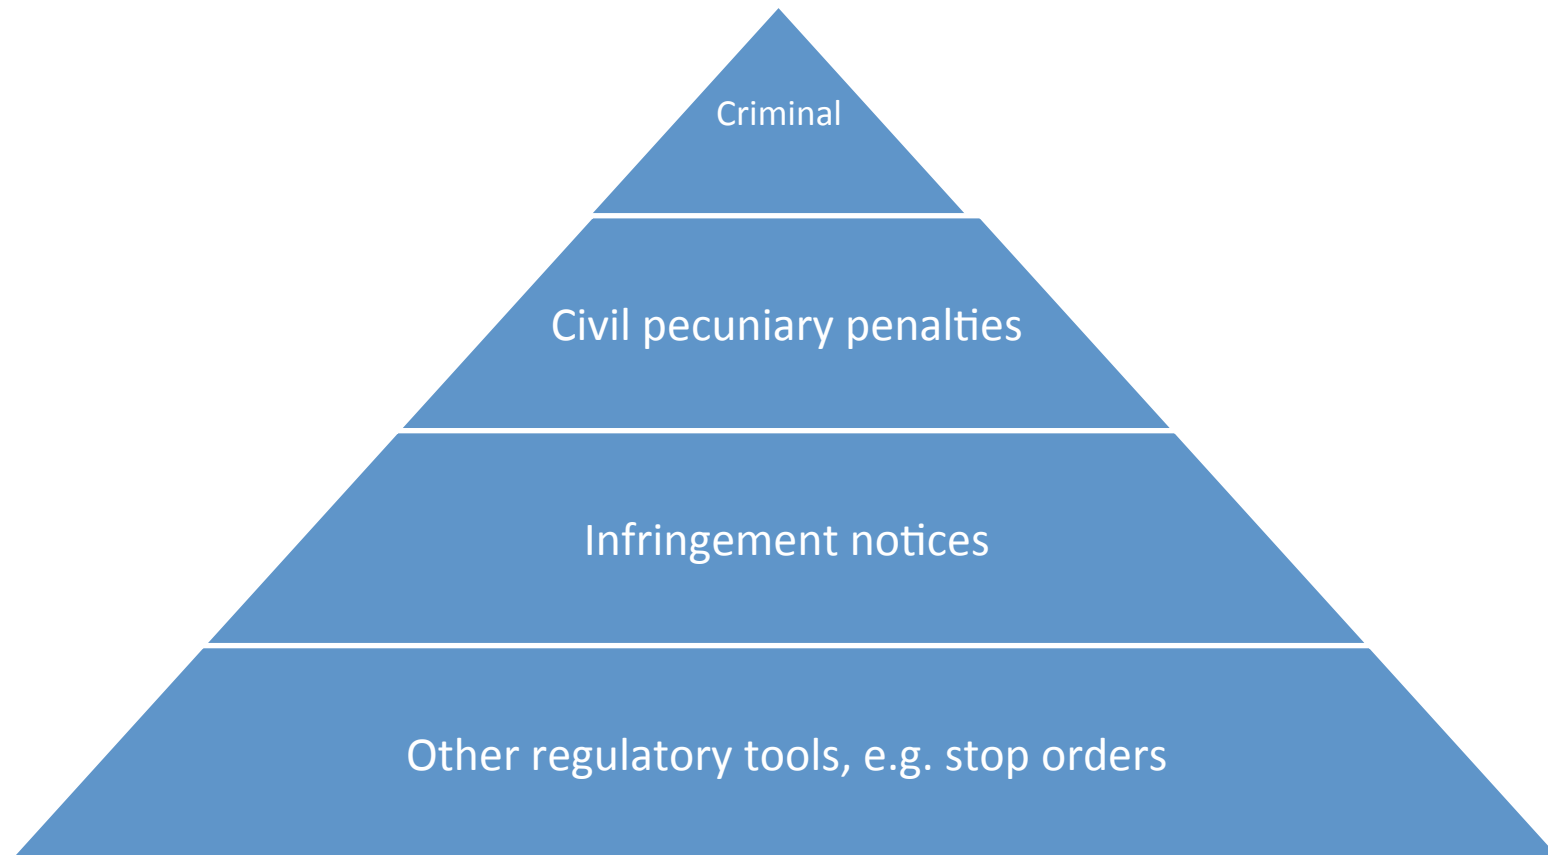 Criminal
Civil pecuniary penalties
Infringement notices
Other regulatory tools, e.g. stop orders